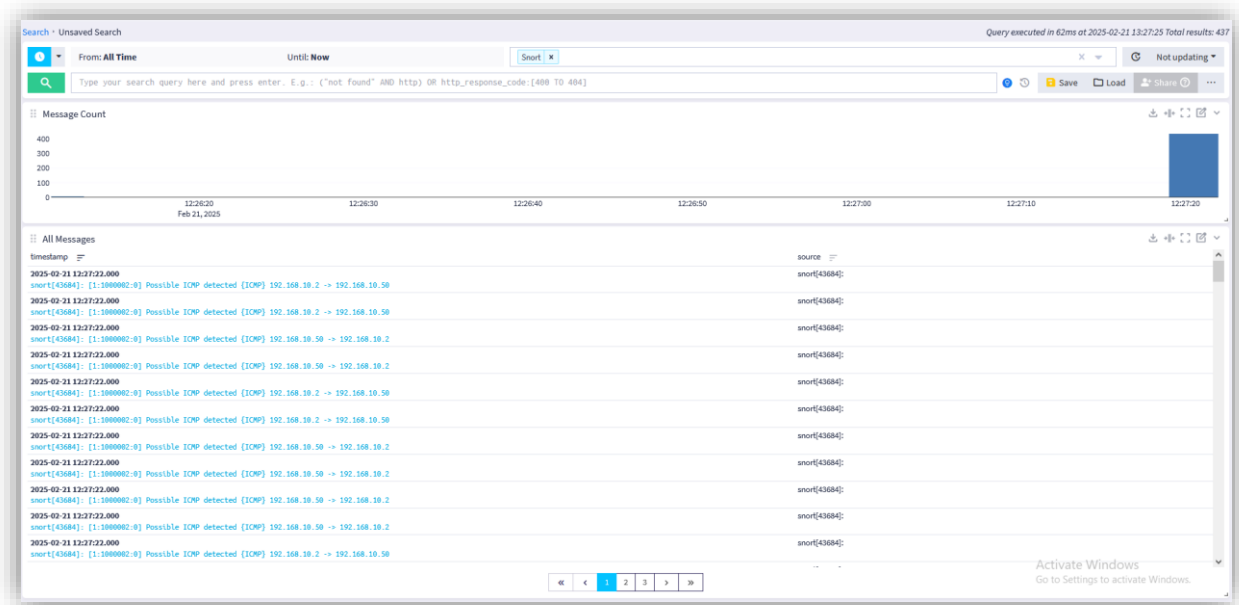 Search • Unsaved Search Query executed in 62ms at 2025-02-21 13:27:25 Total results: 437
From: All Time Until: Now Snort × Not updating
Type your search query here and press enter. E.g.: ("not found" AND http) OR http_response_code:[400 TO 404] Save Load Share
Message Count
400
300
200
100
0
12:26:20 12:26:30 12:26:40 12:26:50 12:27:00 12:27:10 12:27:20
Feb 21, 2025
All Messages
timestamp source
2025-02-21 12:27:22.000 snort[43684]:
snort[43684]: [1:1000002:0] Possible ICMP detected {ICMP} 192.168.10.2 -> 192.168.10.50
2025-02-21 12:27:22.000 snort[43684]:
snort[43684]: [1:1000002:0] Possible ICMP detected {ICMP} 192.168.10.2 -> 192.168.10.50
2025-02-21 12:27:22.000 snort[43684]:
snort[43684]: [1:1000002:0] Possible ICMP detected {ICMP} 192.168.10.50 -> 192.168.10.2
2025-02-21 12:27:22.000 snort[43684]:
snort[43684]: [1:1000002:0] Possible ICMP detected {ICMP} 192.168.10.50 -> 192.168.10.2
2025-02-21 12:27:22.000 snort[43684]:
snort[43684]: [1:1000002:0] Possible ICMP detected {ICMP} 192.168.10.2 -> 192.168.10.50
2025-02-21 12:27:22.000 snort[43684]:
snort[43684]: [1:1000002:0] Possible ICMP detected {ICMP} 192.168.10.2 -> 192.168.10.50
2025-02-21 12:27:22.000 snort[43684]:
snort[43684]: [1:1000002:0] Possible ICMP detected {ICMP} 192.168.10.50 -> 192.168.10.2
2025-02-21 12:27:22.000 snort[43684]:
snort[43684]: [1:1000002:0] Possible ICMP detected {ICMP} 192.168.10.50 -> 192.168.10.2
2025-02-21 12:27:22.000 snort[43684]:
snort[43684]: [1:1000002:0] Possible ICMP detected {ICMP} 192.168.10.50 -> 192.168.10.2
2025-02-21 12:27:22.000 snort[43684]:
snort[43684]: [1:1000002:0] Possible ICMP detected {ICMP} 192.168.10.50 -> 192.168.10.2
2025-02-21 12:27:22.000 snort[43684]:
snort[43684]: [1:1000002:0] Possible ICMP detected {ICMP} 192.168.10.2 -> 192.168.10.50
Activate Windows
Go to Settings to activate Windows.
« ‹ 1 2 3 › »